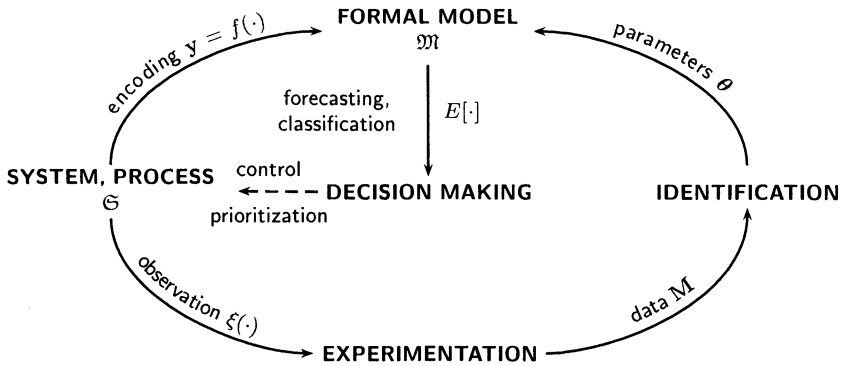 FORMAL MODEL
𝔐
encoding y = f(·)
parameters θ
forecasting,
classification
E[·]
SYSTEM, PROCESS
𝔖
control
prioritization
DECISION MAKING
IDENTIFICATION
observation ξ(·)
data M
EXPERIMENTATION